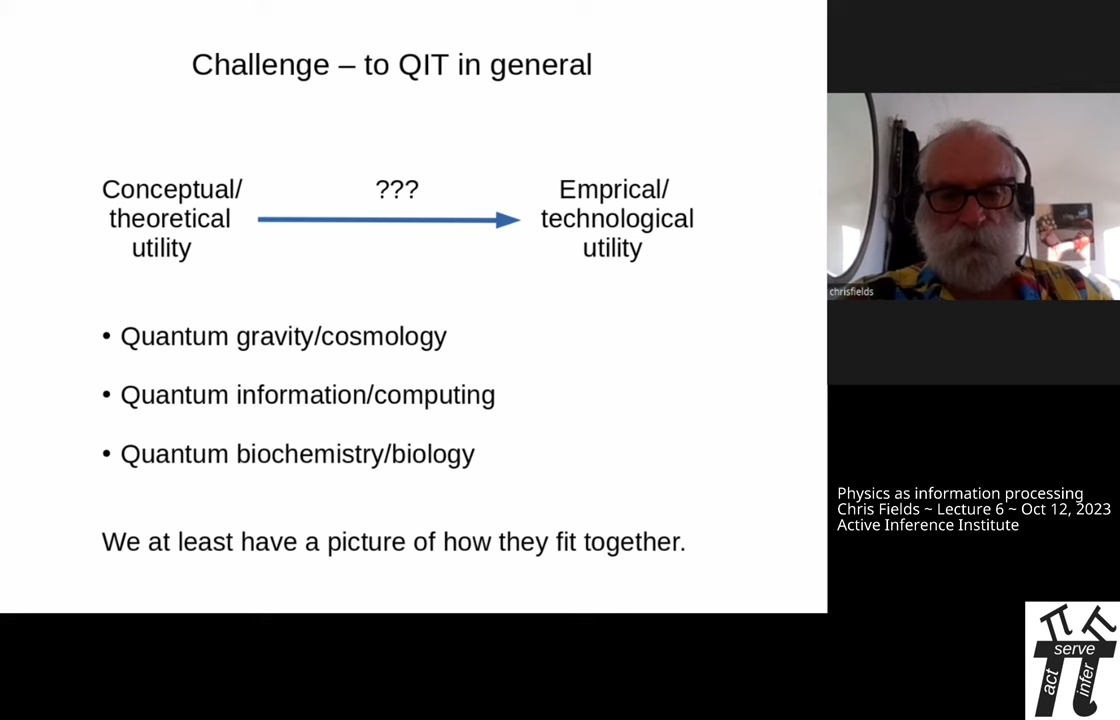 Challenge – to QIT in general
Conceptual/
theoretical
utility
???
Emprical/
technological
utility
• Quantum gravity/cosmology
• Quantum information/computing
• Quantum biochemistry/biology
We at least have a picture of how they fit together.
chrisfields
Physics as information processing
Chris Fields ~ Lecture 6 ~ Oct 12, 2023
Active Inference Institute
serve
act
infer